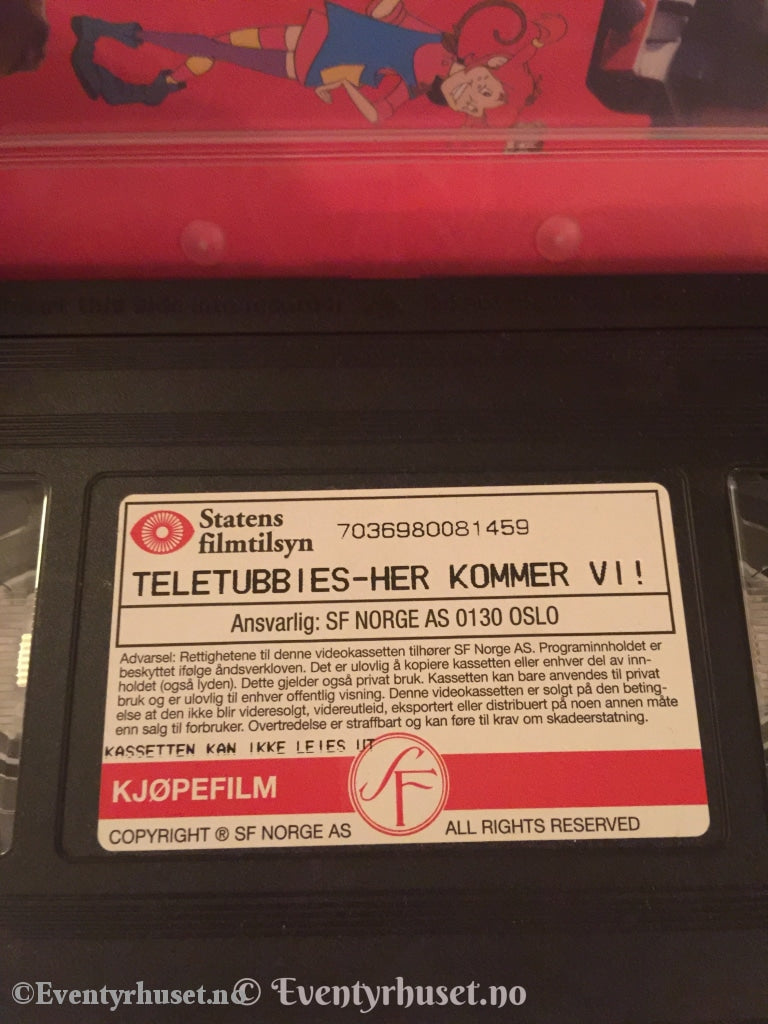 Statens
filmtilsyn
7036980081459
TELETUBBIES-HER KOMMER VI!
Ansvarlig: SF NORGE AS 0130 OSLO
Advarsel: Rettighetene til denne videokassetten tilhører SF Norge AS. Programinnholdet er
beskyttet ifølge åndsverkloven. Det er ulovlig å kopiere kassetten eller enhver del av inn-
holdet (også lyden). Dette gjelder også privat bruk. Kassetten kan bare anvendes til privat
bruk og er ulovlig til enhver offentlig visning. Denne videokassetten er solgt på den beting-
else at den ikke blir videresolgt, videreutleid, eksportert eller distribuert på noen annen måte
enn salg til forbruker. Overtredelse er straffbart og kan føre til krav om skadeerstatning.
KASSETTEN KAN IKKE LEIES UT
KJØPEFILM
SF
COPYRIGHT ® SF NORGE AS
ALL RIGHTS RESERVED
©Eventyrhuset.no
© Eventyrhuset.no